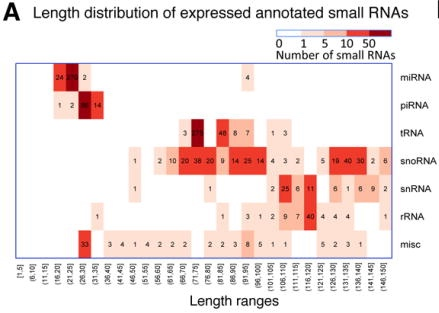 A Length distribution of expressed annotated small RNAs
0 1 5 10 50
Number of small RNAs
24 2 4 miRNA
1 2 14 piRNA
3 48 8 7 1 3 tRNA
1 2 10 20 38 20 9 14 25 14 4 3 2 5 19 40 30 2 6 snoRNA
1 1 2 25 6 11 6 1 6 9 2 snRNA
1 1 3 1 2 9 7 40 4 4 4 1 rRNA
33 3 4 1 4 2 2 2 2 2 3 8 5 1 1 5 2 3 1 misc
[1,5] (6,10] (11,15] (16,20] (21,25] (26,30] (31,35] (36,40] (41,45] (46,50] (51,55] (56,60] (61,65] (66,70] (71,75] (76,80] (81,85] (86,90] (91,95] (96,100] (101,105] (106,110] (111,115] (116,120] (121,125] (126,130] (131,135] (136,140] (141,145] (146,150]
Length ranges